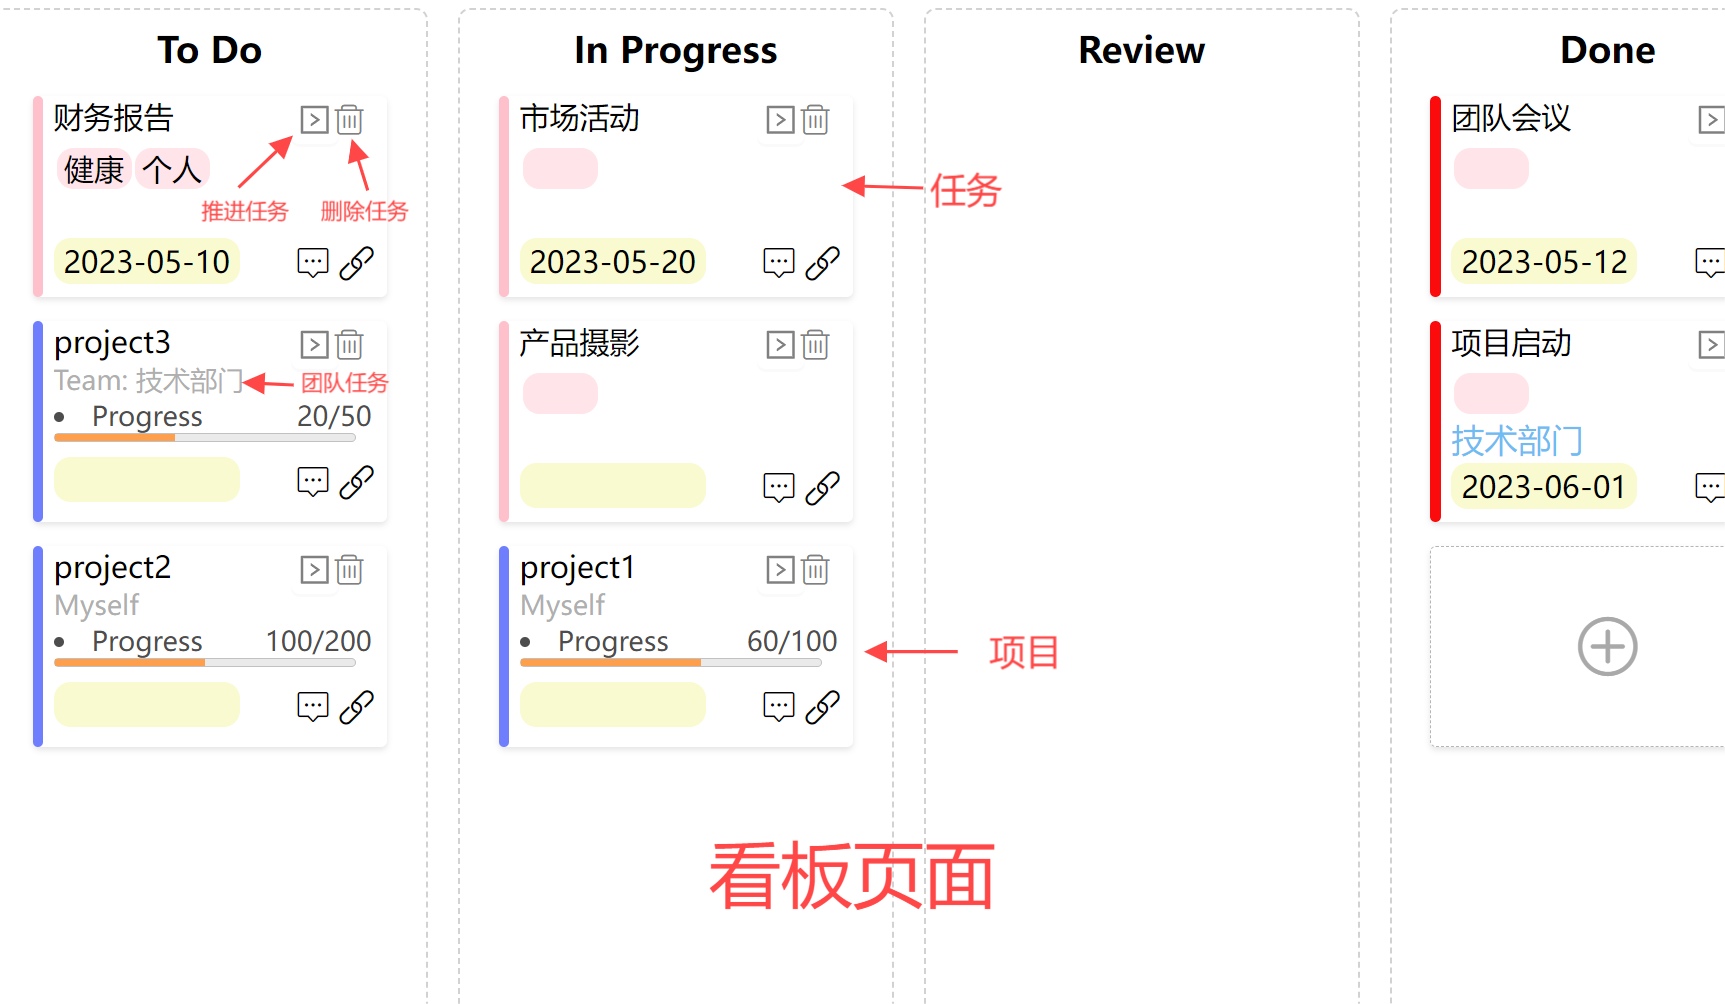 To Do
财务报告
健康 个人
推进任务 删除任务
2023-05-10
project3
Team: 技术部门
团队任务
Progress 20/50
project2
Myself
Progress 100/200
In Progress
市场活动
任务
2023-05-20
产品摄影
project1
Myself
Progress 60/100
项目
Review
Done
团队会议
2023-05-12
项目启动
技术部门
2023-06-01
看板页面